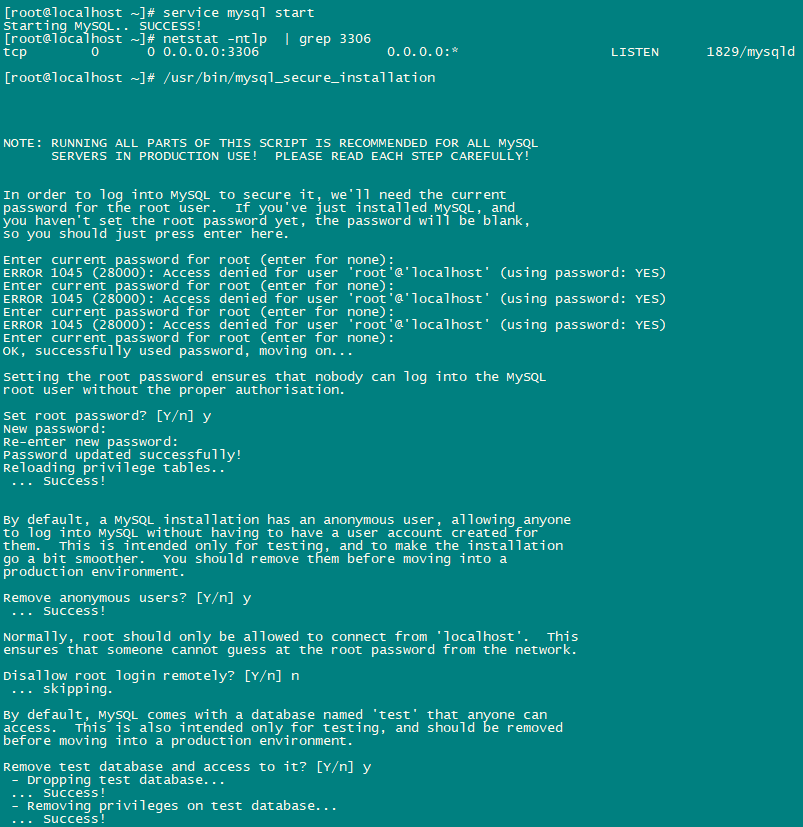 [root@localhost ~]# service mysql start
Starting MySQL.. SUCCESS!
[root@localhost ~]# netstat -ntlp  | grep 3306
tcp        0      0 0.0.0.0:3306                0.0.0.0:*                   LISTEN      1829/mysqld
[root@localhost ~]# /usr/bin/mysql_secure_installation
NOTE: RUNNING ALL PARTS OF THIS SCRIPT IS RECOMMENDED FOR ALL MySQL
      SERVERS IN PRODUCTION USE!  PLEASE READ EACH STEP CAREFULLY!
In order to log into MySQL to secure it, we'll need the current
password for the root user.  If you've just installed MySQL, and
you haven't set the root password yet, the password will be blank,
so you should just press enter here.
Enter current password for root (enter for none):
ERROR 1045 (28000): Access denied for user 'root'@'localhost' (using password: YES)
Enter current password for root (enter for none):
ERROR 1045 (28000): Access denied for user 'root'@'localhost' (using password: YES)
Enter current password for root (enter for none):
ERROR 1045 (28000): Access denied for user 'root'@'localhost' (using password: YES)
Enter current password for root (enter for none):
OK, successfully used password, moving on...
Setting the root password ensures that nobody can log into the MySQL
root user without the proper authorisation.
Set root password? [Y/n] y
New password:
Re-enter new password:
Password updated successfully!
Reloading privilege tables..
 ... Success!
By default, a MySQL installation has an anonymous user, allowing anyone
to log into MySQL without having to have a user account created for
them.  This is intended only for testing, and to make the installation
go a bit smoother.  You should remove them before moving into a
production environment.
Remove anonymous users? [Y/n] y
 ... Success!
Normally, root should only be allowed to connect from 'localhost'.  This
ensures that someone cannot guess at the root password from the network.
Disallow root login remotely? [Y/n] n
 ... skipping.
By default, MySQL comes with a database named 'test' that anyone can
access.  This is also intended only for testing, and should be removed
before moving into a production environment.
Remove test database and access to it? [Y/n] y
 - Dropping test database...
 ... Success!
 - Removing privileges on test database...
 ... Success!